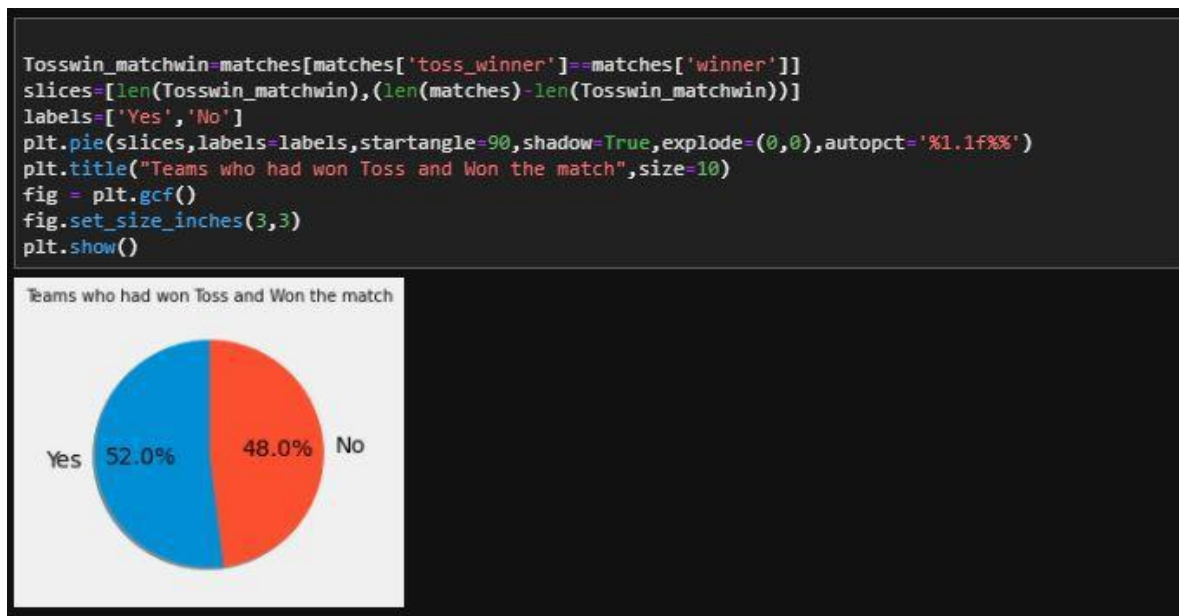 Tosswin_matchwin=matches[matches['toss_winner']==matches['winner']]
slices=[len(Tosswin_matchwin),(len(matches)-len(Tosswin_matchwin))]
labels=['Yes','No']
plt.pie(slices,labels=labels,startangle=90,shadow=True,explode=(0,0),autopct='%1.1f%%')
plt.title("Teams who had won Toss and Won the match",size=10)
fig = plt.gcf()
fig.set_size_inches(3,3)
plt.show()
Teams who had won Toss and Won the match
Yes 52.0% 48.0% No